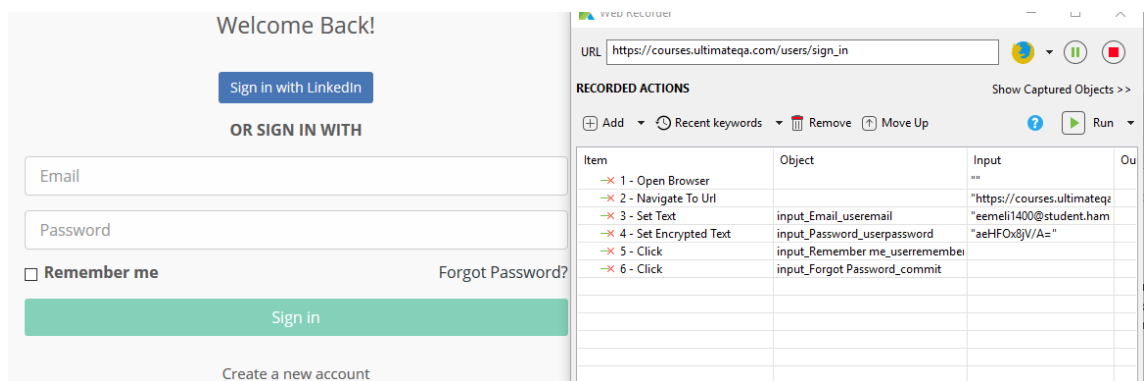 Welcome Back!
Sign in with LinkedIn
OR SIGN IN WITH
Email
Password
Remember me
Forgot Password?
Sign in
Create a new account
Web Recorder
URL https://courses.ultimateqa.com/users/sign_in
RECORDED ACTIONS
Show Captured Objects >>
Add Recent keywords Remove Move Up Run
Item Object Input Ou
1 - Open Browser ""
2 - Navigate To Url "https://courses.ultimateqa
3 - Set Text input_Email_useremail "eemeli1400@student.ham
4 - Set Encrypted Text input_Password_userpassword "aeHFOx8jV/A="
5 - Click input_Remember me_userremember
6 - Click input_Forgot Password_commit